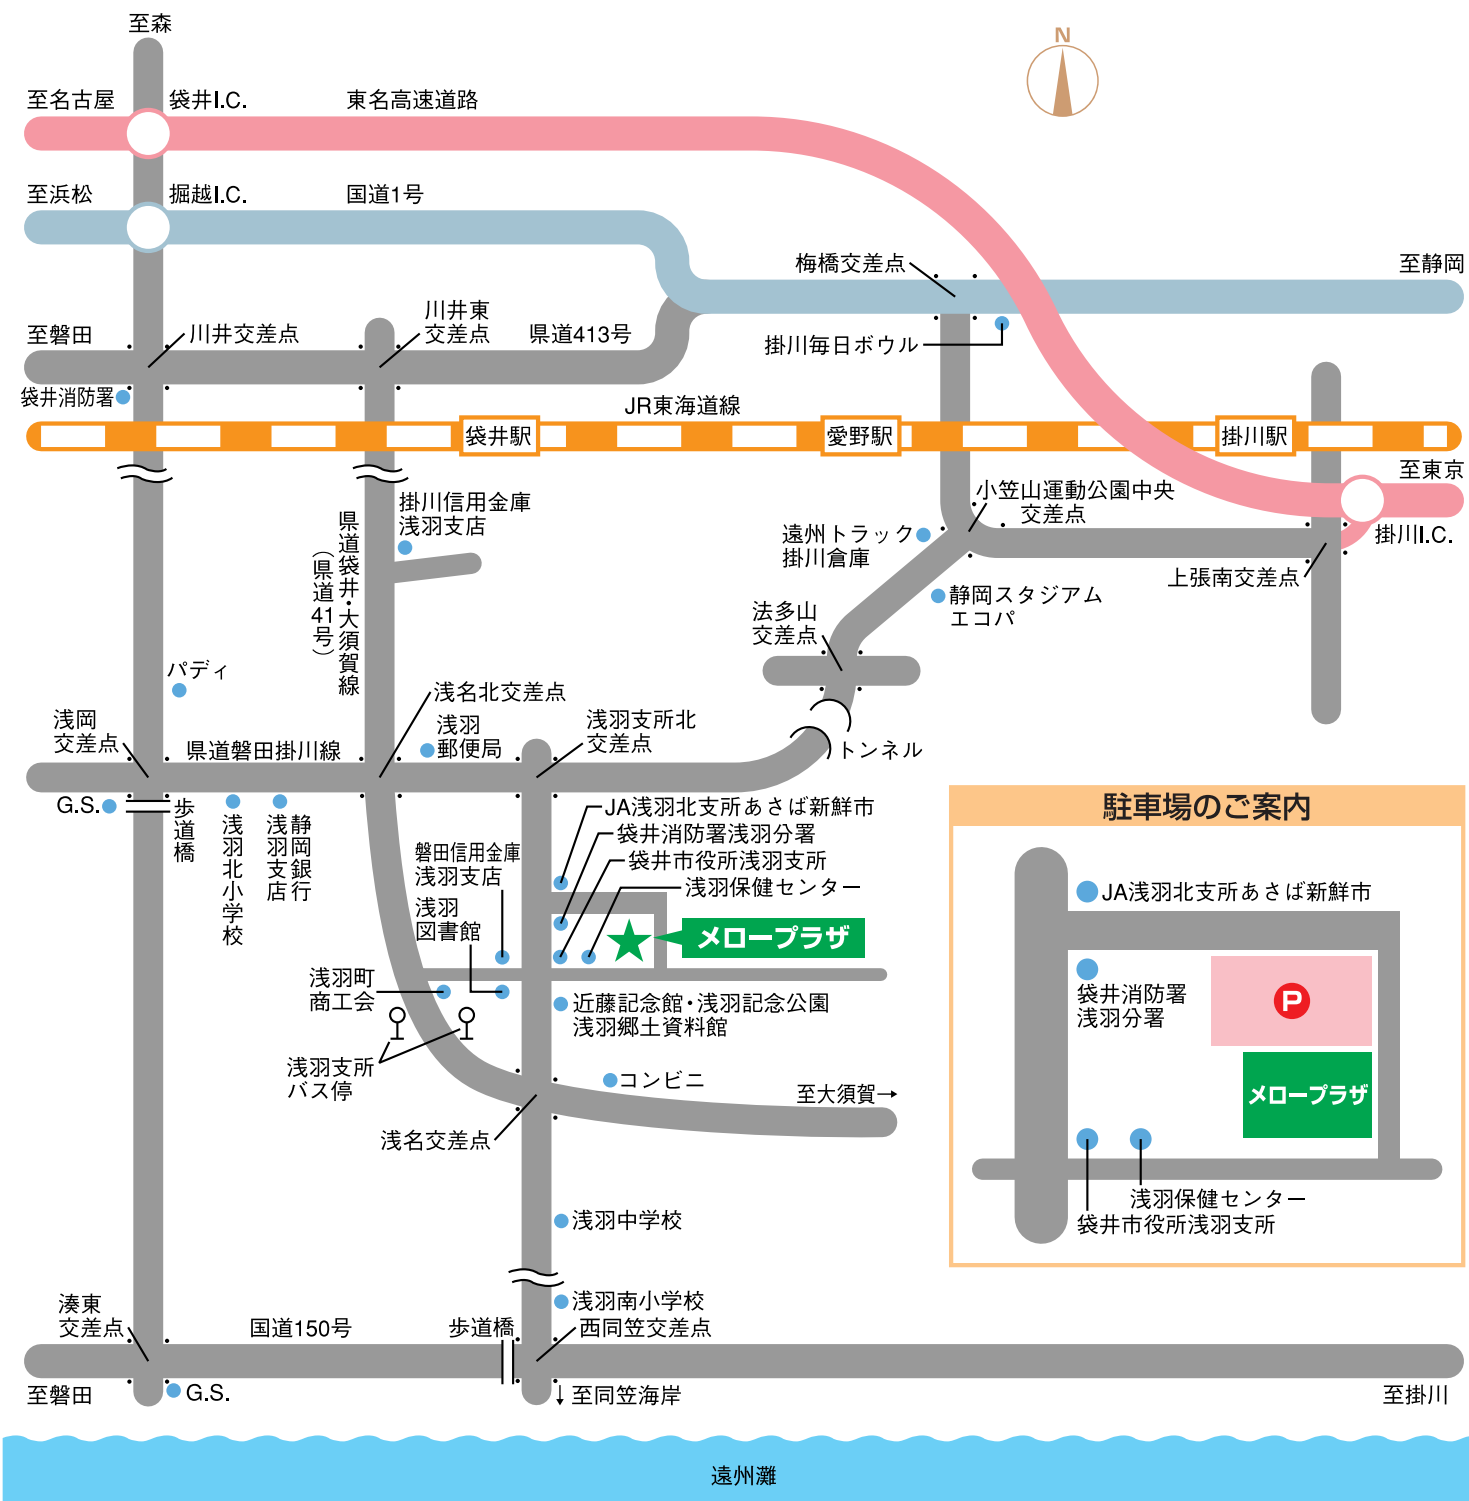 至森
N
至名古屋
袋井I.C.
東名高速道路
至浜松
掘越I.C.
国道1号
梅橋交差点
至静岡
川井東
交差点
至磐田
川井交差点
県道413号
掛川毎日ボウル
袋井消防署
JR東海道線
袋井駅
愛野駅
掛川駅
至東京
掛川信用金庫
浅羽支店
小笠山運動公園中央
交差点
遠州トラック
掛川倉庫
掛川I.C.
上張南交差点
県道袋井・大須賀線
（県道41号）
静岡スタジアム
エコパ
法多山
交差点
パディ
浅名北交差点
浅岡
交差点
県道磐田掛川線
浅羽
郵便局
浅羽支所北
交差点
トンネル
G.S.
歩道橋
浅羽北小学校
静岡銀行
浅羽支店
JA浅羽北支所あさば新鮮市
袋井消防署浅羽分署
袋井市役所浅羽支所
浅羽保健センター
磐田信用金庫
浅羽支店
浅羽
図書館
メロープラザ
浅羽町
商工会
近藤記念館・浅羽記念公園
浅羽郷土資料館
浅羽支所
バス停
コンビニ
至大須賀→
浅名交差点
浅羽中学校
浅羽南小学校
湊東
交差点
国道150号
歩道橋
西同笠交差点
至磐田
G.S.
↓至同笠海岸
至掛川
遠州灘
駐車場のご案内
JA浅羽北支所あさば新鮮市
袋井消防署
浅羽分署
P
メロープラザ
浅羽保健センター
袋井市役所浅羽支所